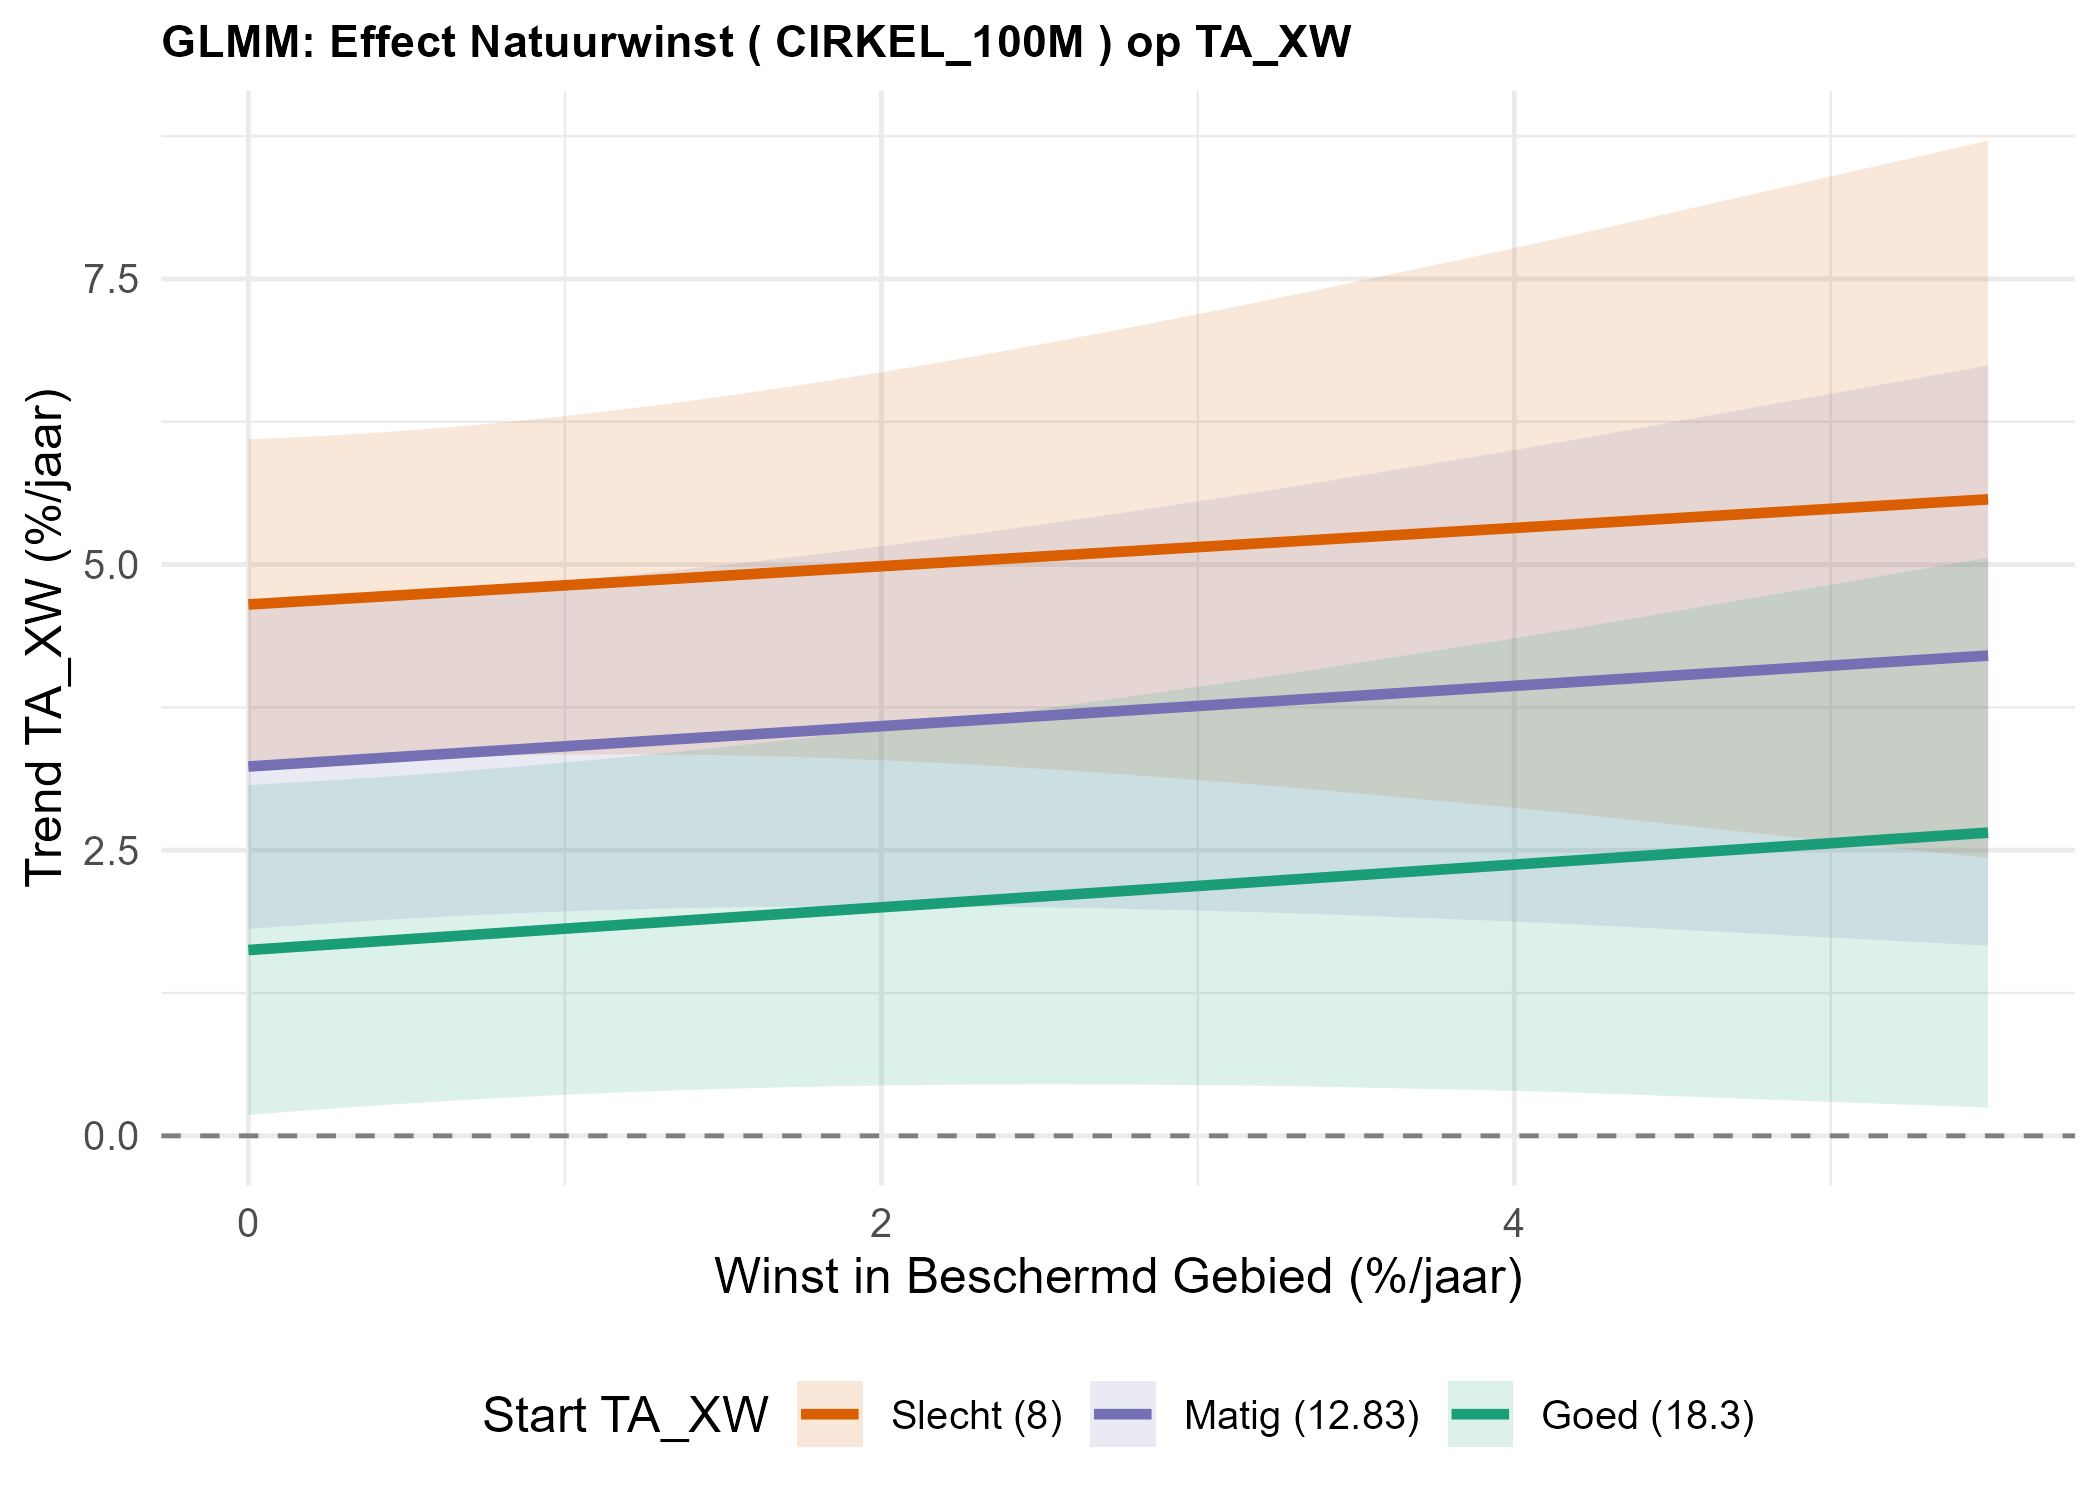 GLMM: Effect Natuurwinst ( CIRKEL_100M ) op TA_XW
Trend TA_XW (%/jaar)
7.5
5.0
2.5
0.0
0 2 4
Winst in Beschermd Gebied (%/jaar)
Start TA_XW Slecht (8) Matig (12.83) Goed (18.3)